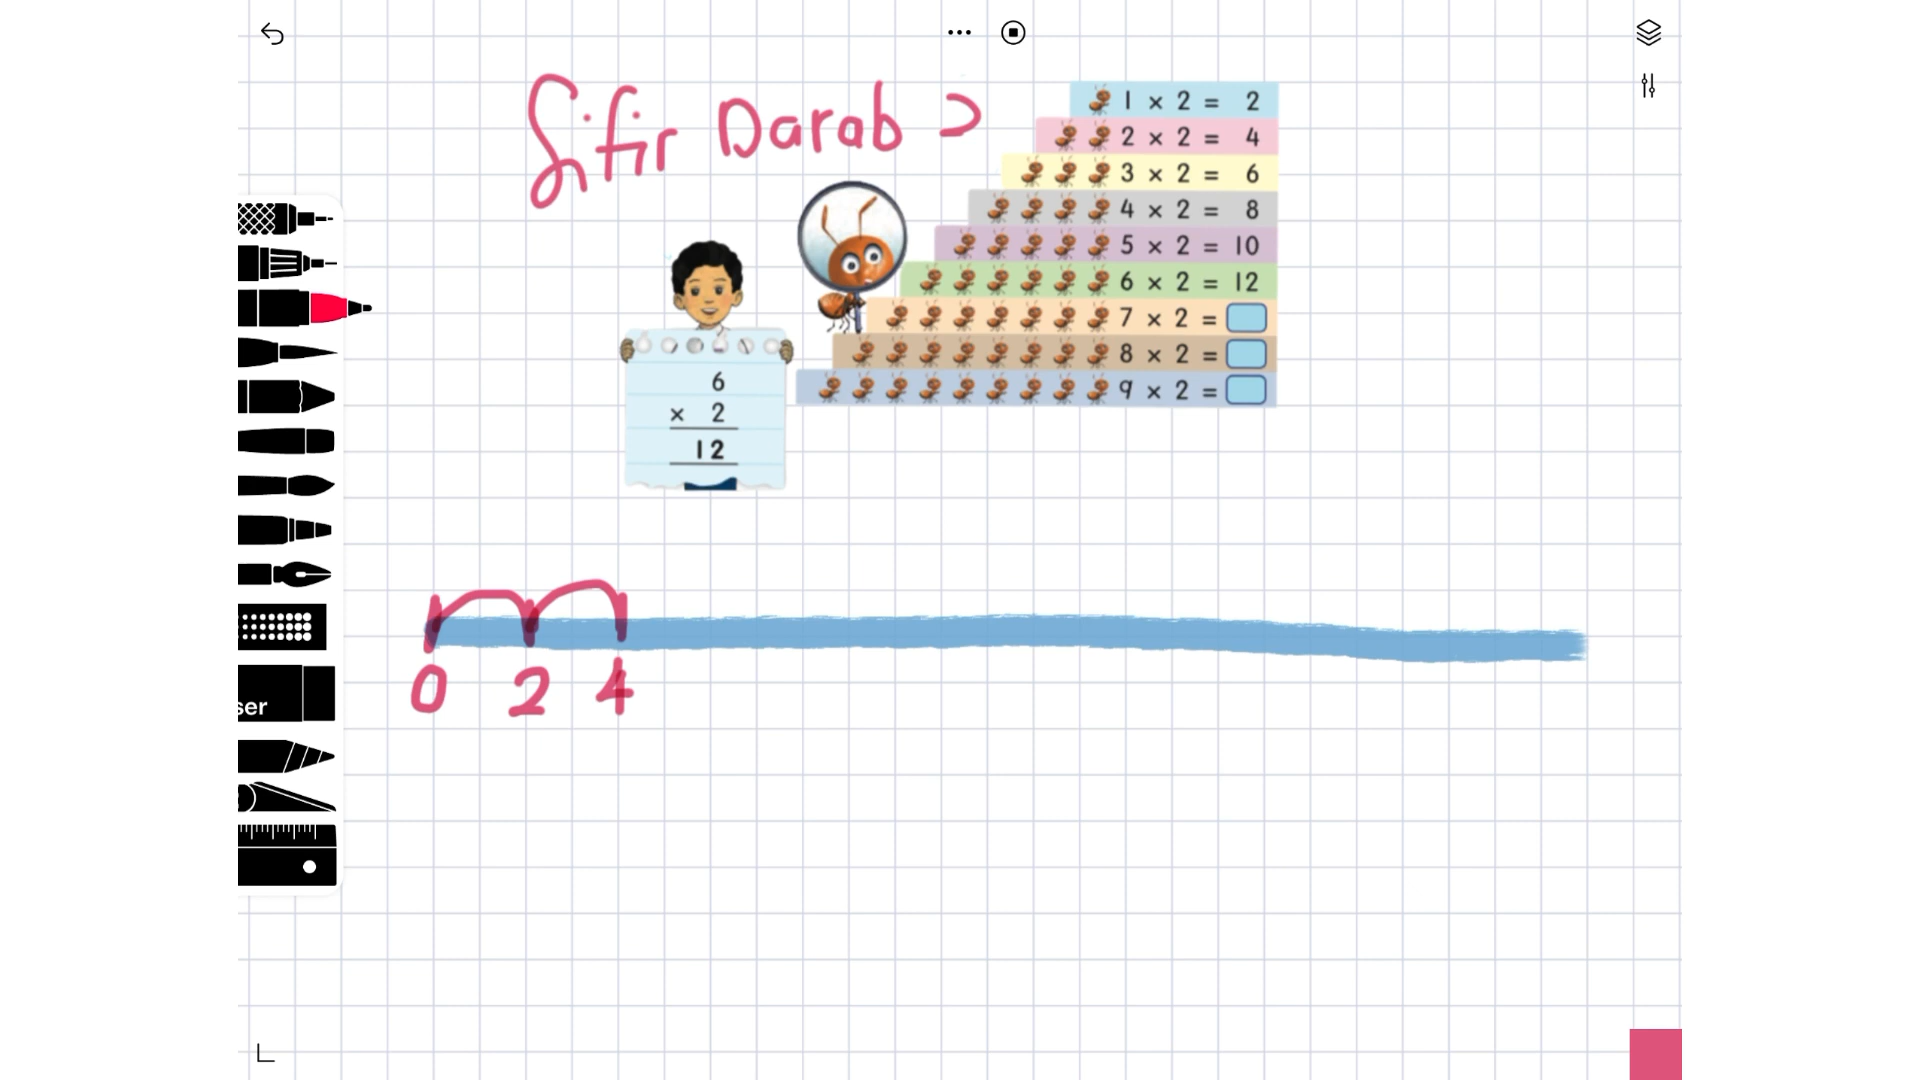 Sifir Darab
1 × 2 = 2
2 × 2 = 4
3 × 2 = 6
4 × 2 = 8
5 × 2 = 10
6 × 2 = 12
7 × 2 =
8 × 2 =
9 × 2 =
6
× 2
12
0 2 4
ser